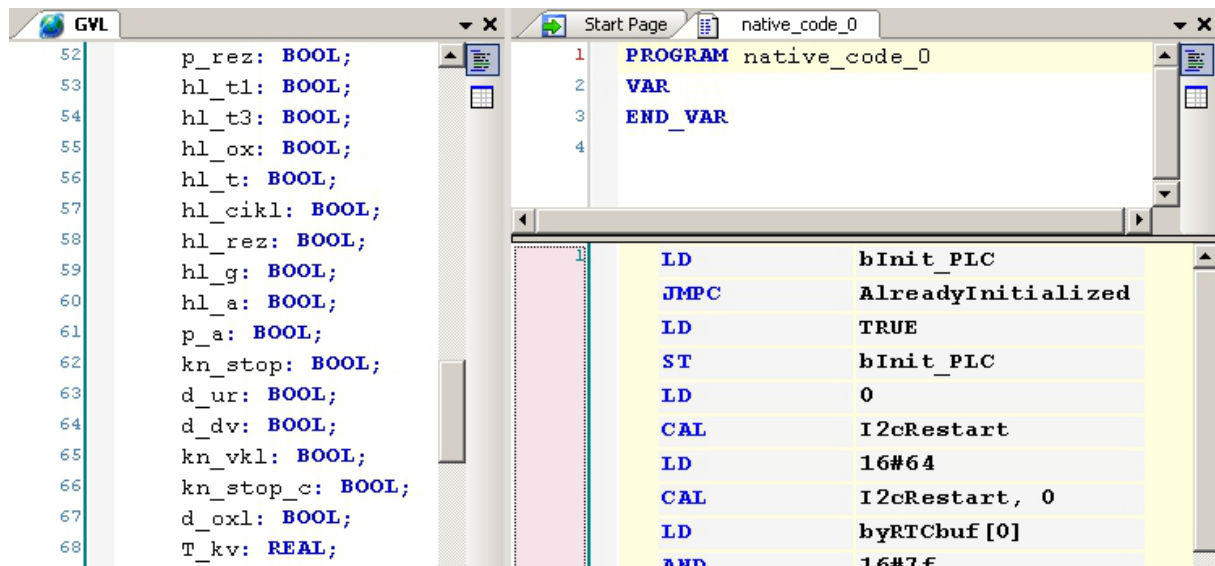 GVL
52 p_rez: BOOL;
53 hl_t1: BOOL;
54 hl_t3: BOOL;
55 hl_ox: BOOL;
56 hl_t: BOOL;
57 hl_cikl: BOOL;
58 hl_rez: BOOL;
59 hl_g: BOOL;
60 hl_a: BOOL;
61 p_a: BOOL;
62 kn_stop: BOOL;
63 d_ur: BOOL;
64 d_dv: BOOL;
65 kn_vkl: BOOL;
66 kn_stop_c: BOOL;
67 d_oxl: BOOL;
68 T_kv: REAL;
Start Page native_code_0
1 PROGRAM native_code_0
2 VAR
3 END_VAR
4
1 LD bInit_PLC
JMPC AlreadyInitialized
LD TRUE
ST bInit_PLC
LD 0
CAL I2cRestart
LD 16#64
CAL I2cRestart, 0
LD byRTCbuf[0]
AND 16#7f